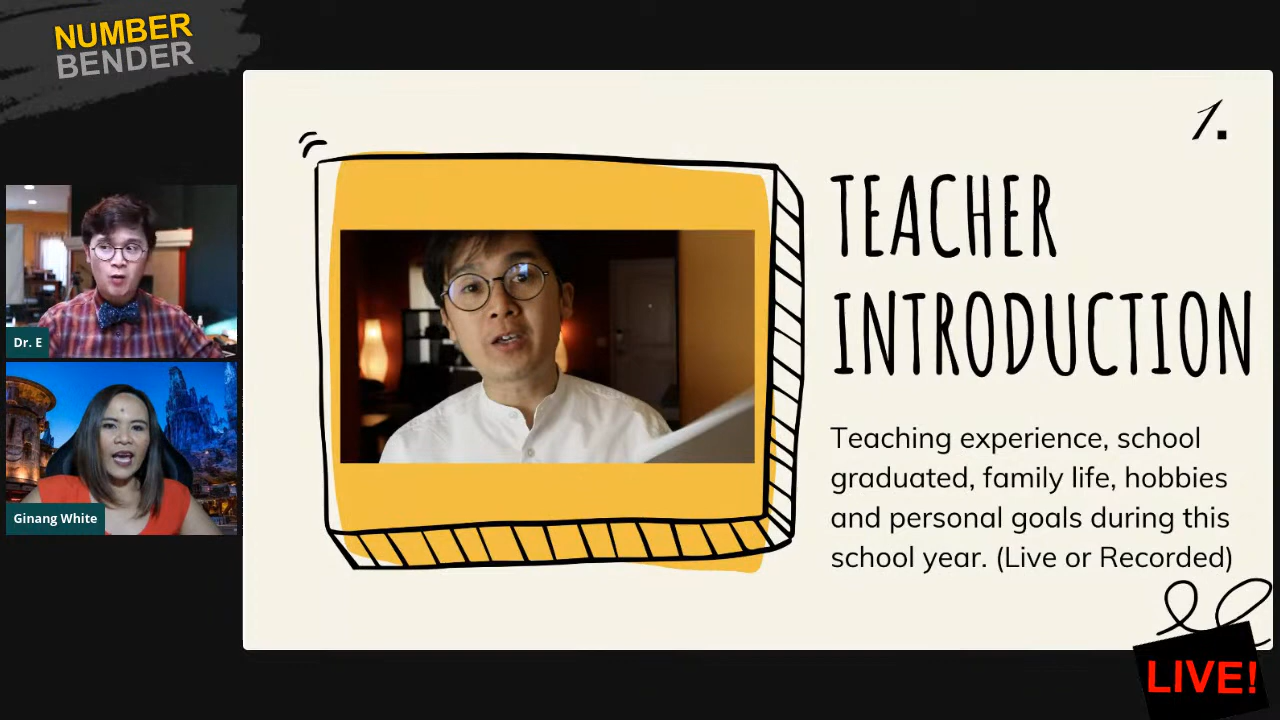 NUMBER
BENDER
1.
TEACHER
INTRODUCTION
Teaching experience, school
graduated, family life, hobbies
and personal goals during this
school year. (Live or Recorded)
Dr. E
Ginang White
LIVE!